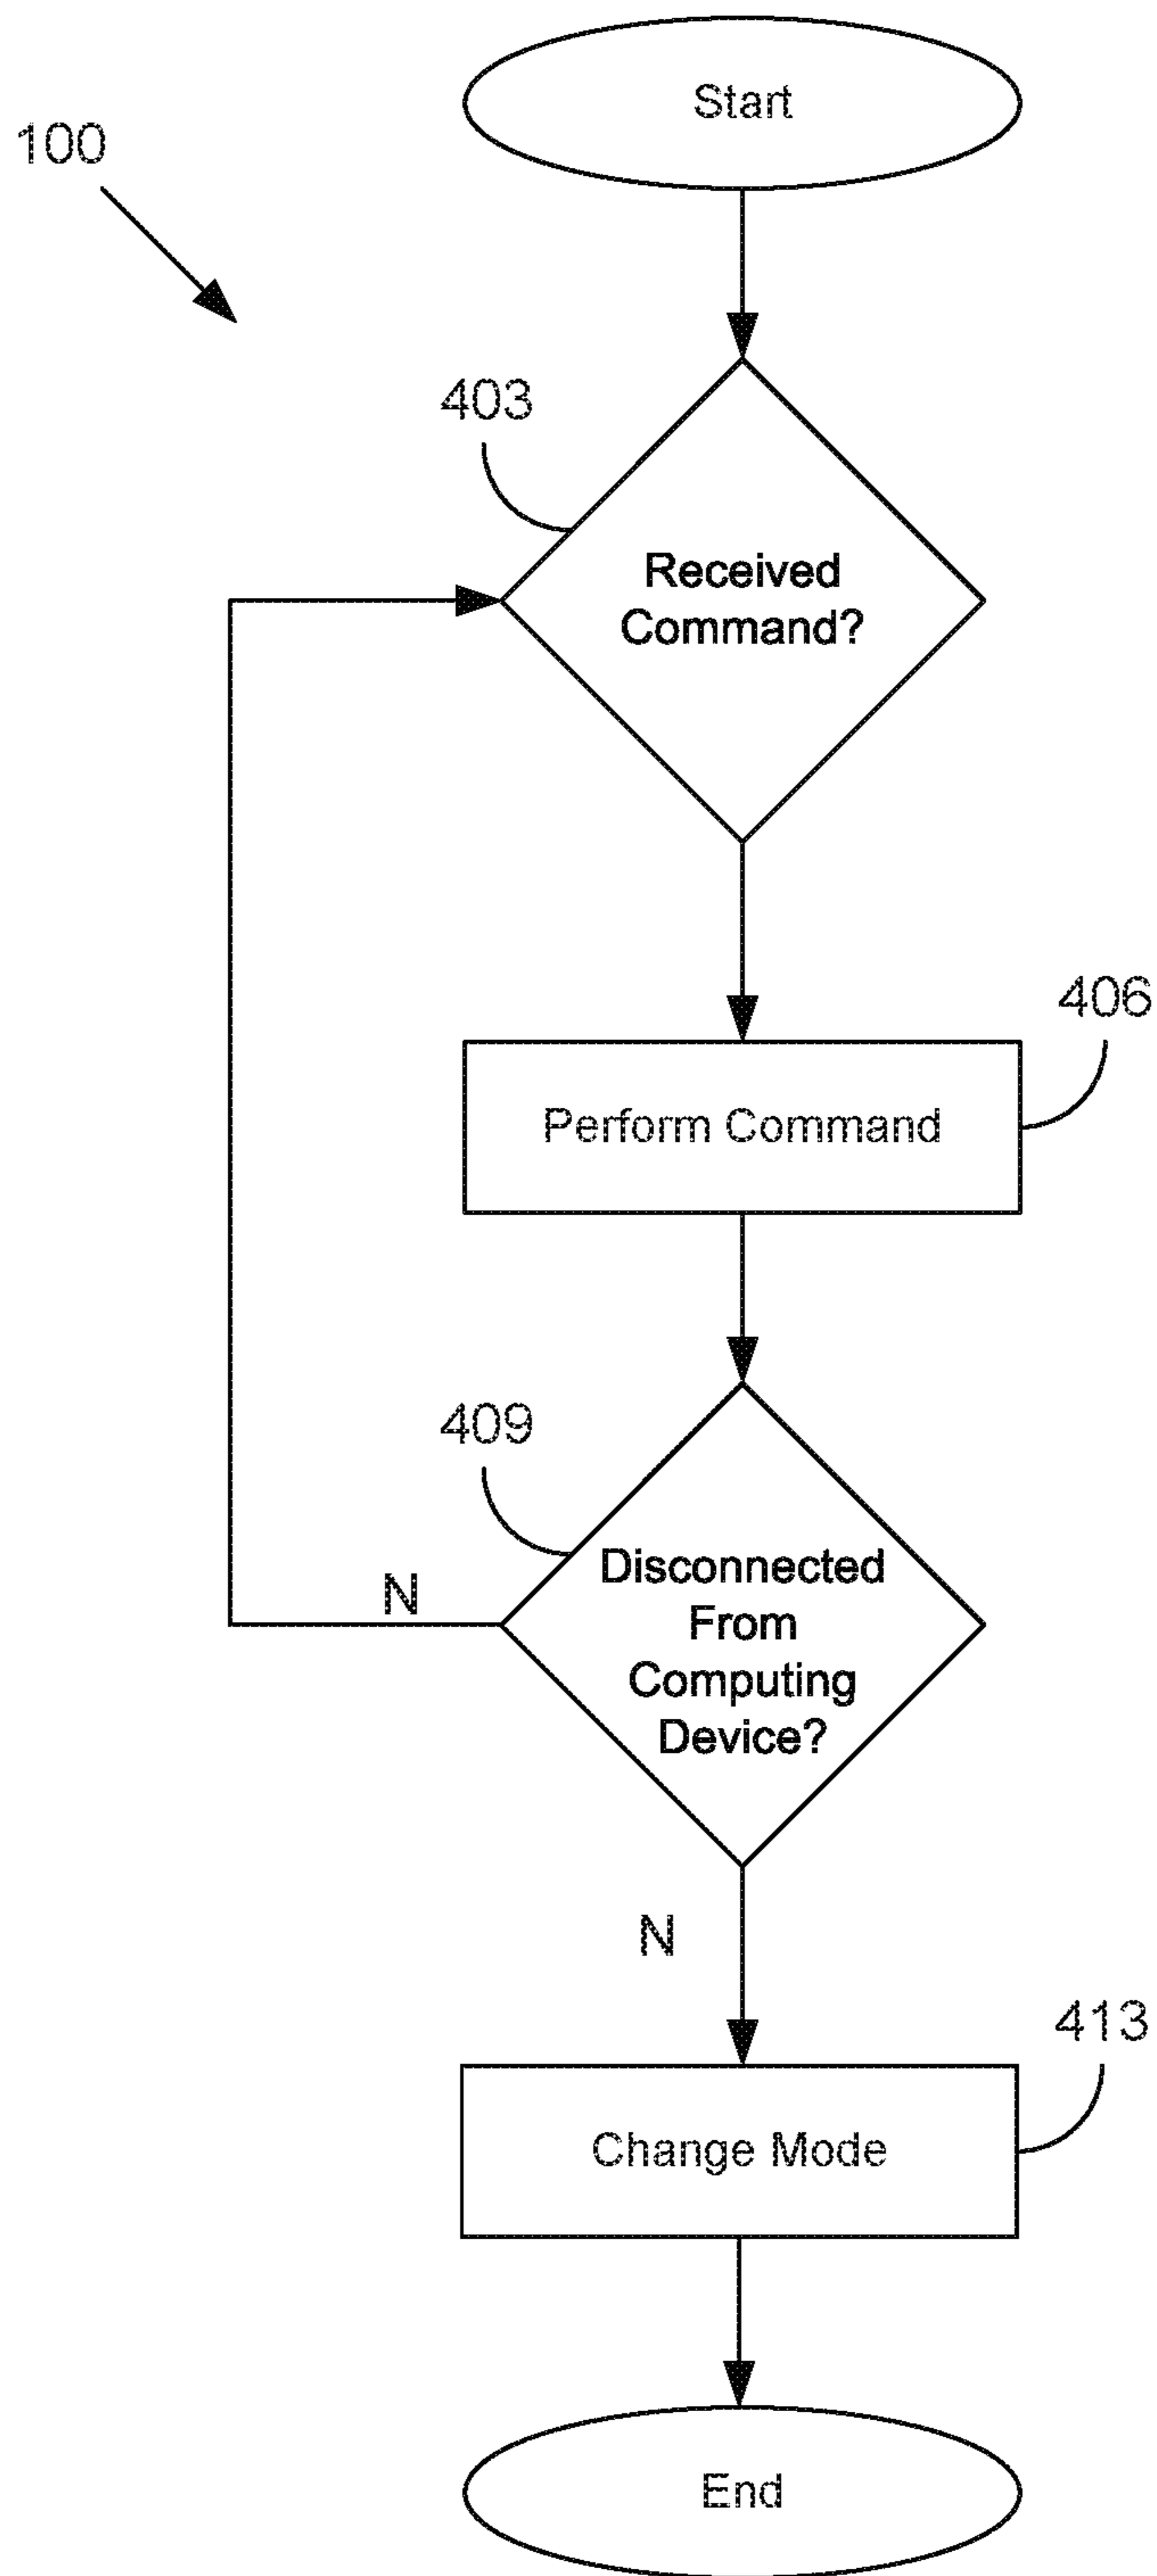 Start
100
403
Received
Command?
406
Perform Command
409
Disconnected
From
Computing
Device?
N
N
413
Change Mode
End